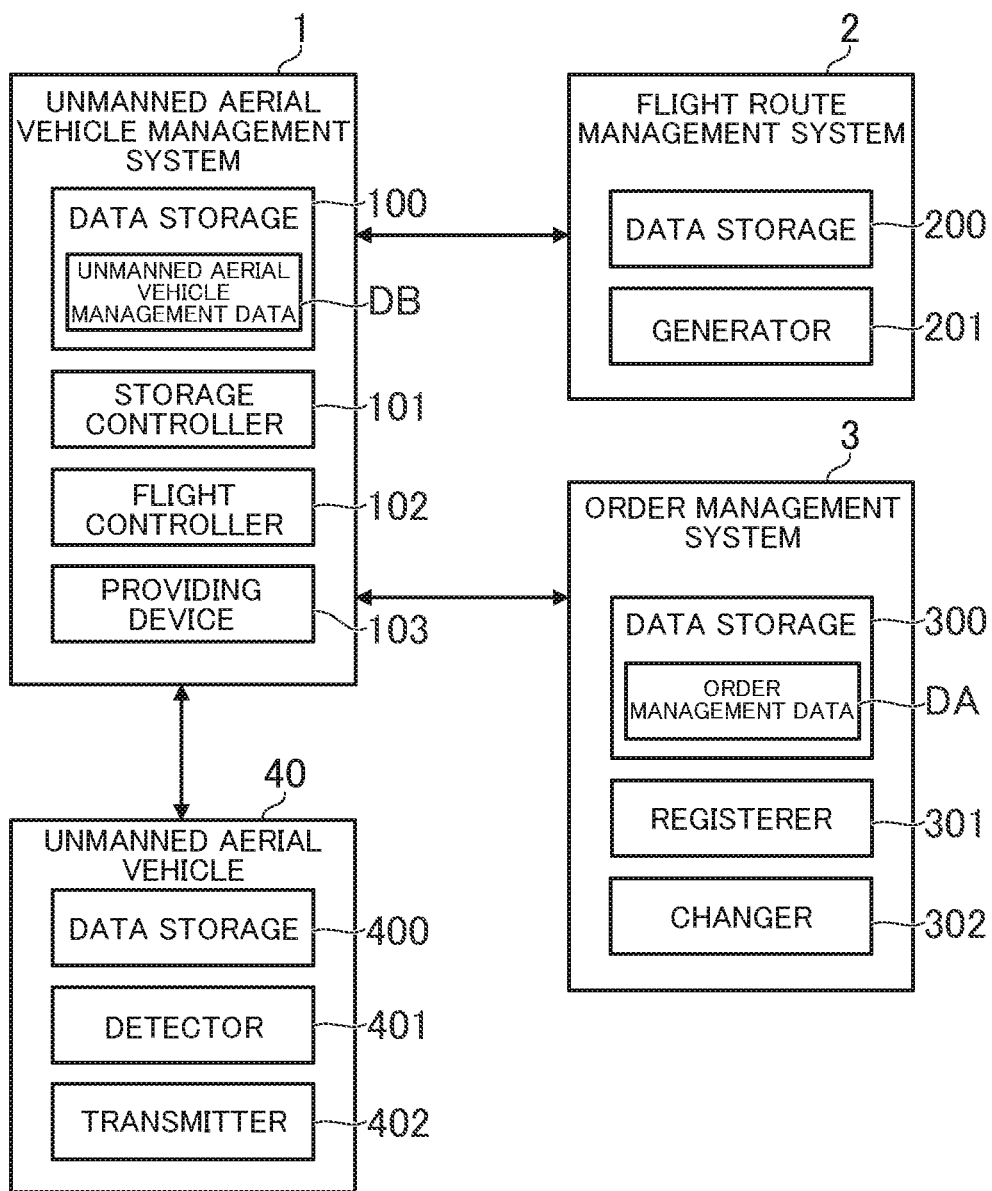 1
UNMANNED AERIAL
VEHICLE MANAGEMENT
SYSTEM
DATA STORAGE
100
UNMANNED AERIAL
VEHICLE
MANAGEMENT DATA
DB
STORAGE
CONTROLLER
101
FLIGHT
CONTROLLER
102
PROVIDING
DEVICE
103
2
FLIGHT ROUTE
MANAGEMENT SYSTEM
DATA STORAGE
200
GENERATOR
201
3
ORDER MANAGEMENT
SYSTEM
DATA STORAGE
300
ORDER
MANAGEMENT DATA
DA
REGISTERER
301
CHANGER
302
40
UNMANNED AERIAL
VEHICLE
DATA STORAGE
400
DETECTOR
401
TRANSMITTER
402